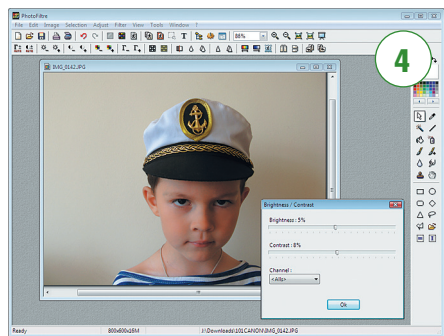 PhotoFiltre
File Edit Image Selection Adjust Filter View Tools Window ?
88%
4
IMG_0142.JPG
Brightness / Contrast
Brightness : 5%
Contrast : 8%
Channel :
<All>
Ok
Ready 800x600x16M J:\Downloads\101CANON\IMG_0142.JPG